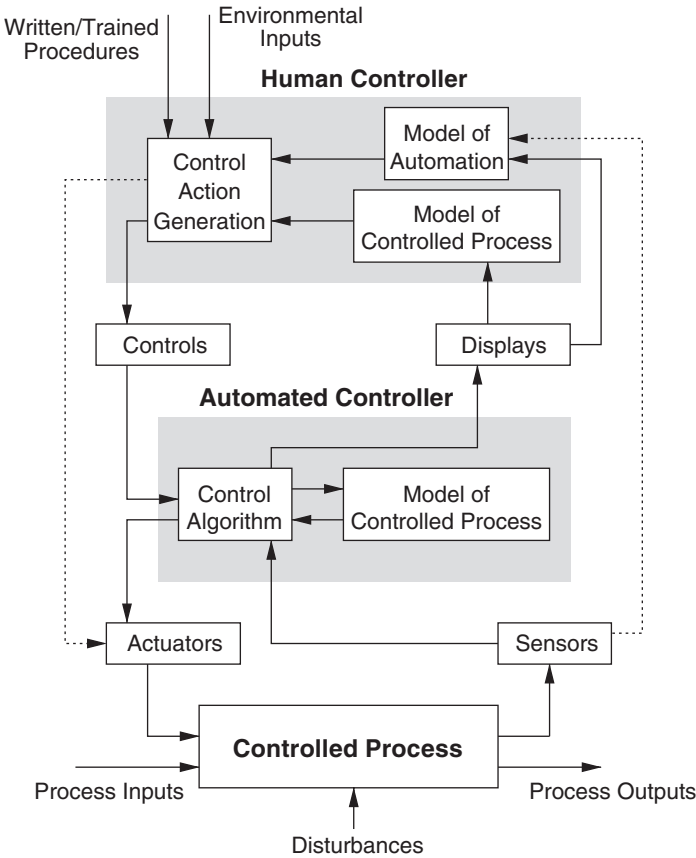 Written/Trained
Procedures
Environmental
Inputs
Human Controller
Control
Action
Generation
Model of
Automation
Model of
Controlled Process
Controls
Displays
Automated Controller
Control
Algorithm
Model of
Controlled Process
Actuators
Sensors
Controlled Process
Process Inputs
Process Outputs
Disturbances